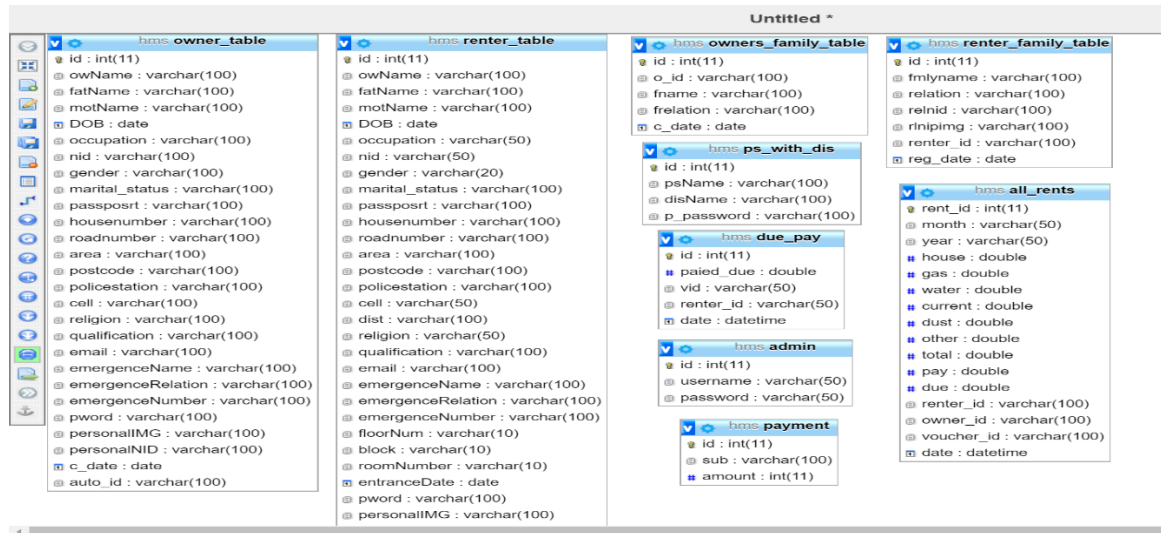 Untitled *
hms owner_table
id : int(11)
owName : varchar(100)
fatName : varchar(100)
motName : varchar(100)
DOB : date
occupation : varchar(100)
nid : varchar(100)
gender : varchar(100)
marital_status : varchar(100)
passposrt : varchar(100)
housenumber : varchar(100)
roadnumber : varchar(100)
area : varchar(100)
postcode : varchar(100)
policestation : varchar(100)
cell : varchar(100)
religion : varchar(100)
qualification : varchar(100)
email : varchar(100)
emergenceName : varchar(100)
emergenceRelation : varchar(100)
emergenceNumber : varchar(100)
pword : varchar(100)
personalIMG : varchar(100)
personalNID : varchar(100)
c_date : date
auto_id : varchar(100)
hms renter_table
id : int(11)
owName : varchar(100)
fatName : varchar(100)
motName : varchar(100)
DOB : date
occupation : varchar(50)
nid : varchar(50)
gender : varchar(20)
marital_status : varchar(100)
passposrt : varchar(100)
housenumber : varchar(100)
roadnumber : varchar(100)
area : varchar(100)
postcode : varchar(100)
policestation : varchar(100)
cell : varchar(50)
dist : varchar(100)
religion : varchar(50)
qualification : varchar(100)
email : varchar(100)
emergenceName : varchar(100)
emergenceRelation : varchar(100)
emergenceNumber : varchar(100)
floorNum : varchar(10)
block : varchar(10)
roomNumber : varchar(10)
entranceDate : date
pword : varchar(100)
personalIMG : varchar(100)
hms owners_family_table
id : int(11)
o_id : varchar(100)
fname : varchar(100)
frelation : varchar(100)
c_date : date
hms ps_with_dis
id : int(11)
psName : varchar(100)
disName : varchar(100)
p_password : varchar(100)
hms due_pay
id : int(11)
paied_due : double
vid : varchar(50)
renter_id : varchar(50)
date : datetime
hms admin
id : int(11)
username : varchar(50)
password : varchar(50)
hms payment
id : int(11)
sub : varchar(100)
amount : int(11)
hms renter_family_table
id : int(11)
fmlyname : varchar(100)
relation : varchar(100)
relnid : varchar(100)
rlnipimg : varchar(100)
renter_id : varchar(100)
reg_date : date
hms all_rents
rent_id : int(11)
month : varchar(50)
year : varchar(50)
house : double
gas : double
water : double
current : double
dust : double
other : double
total : double
pay : double
due : double
renter_id : varchar(100)
owner_id : varchar(100)
voucher_id : varchar(100)
date : datetime